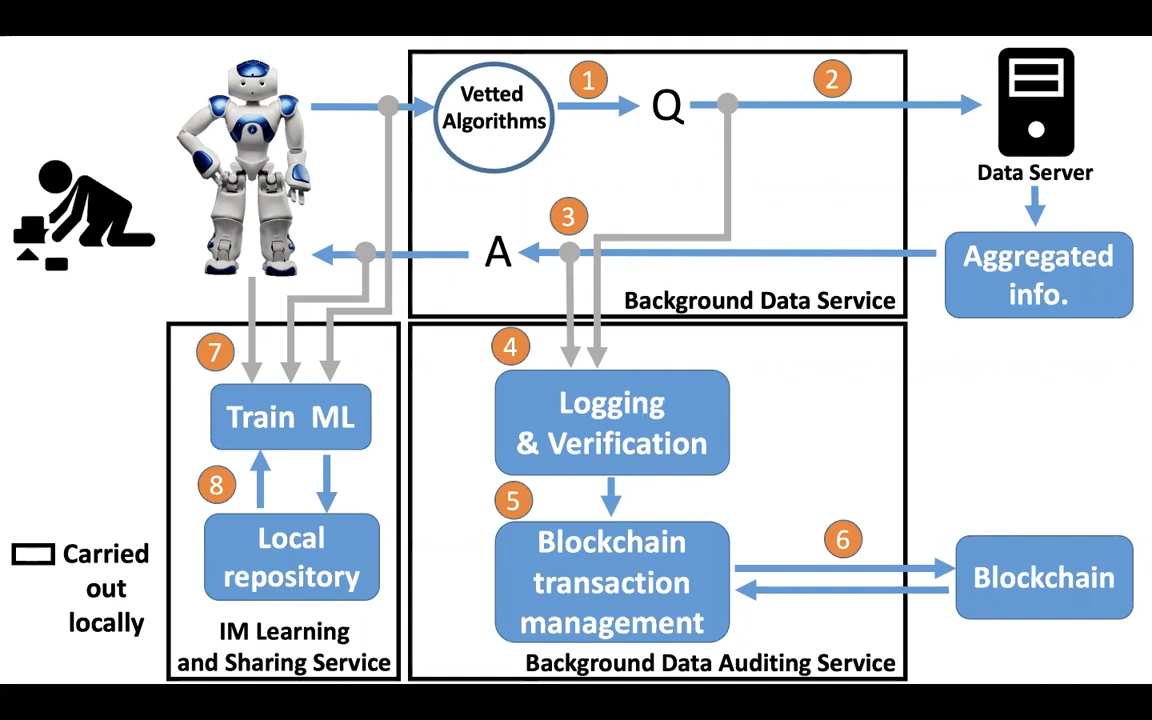 Vetted
Algorithms
1
Q
2
Data Server
3
A
Aggregated
info.
Background Data Service
7
4
Train ML
Logging
& Verification
8
5
Local
repository
Blockchain
transaction
management
6
Blockchain
Carried
out
locally
IM Learning
and Sharing Service
Background Data Auditing Service